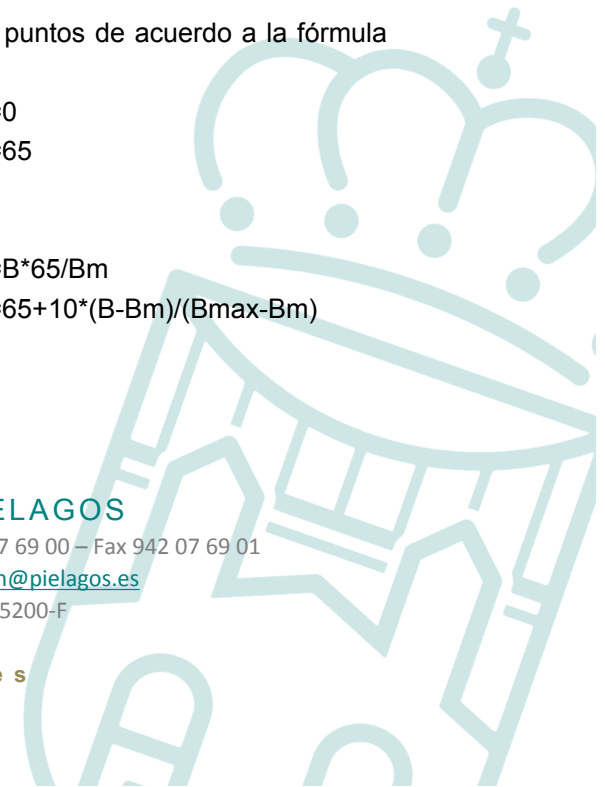 puntos de acuerdo a la fórmula
=0
=65
=B*65/Bm
=65+10*(B-Bm)/(Bmax-Bm)
ELAGOS
7 69 00 – Fax 942 07 69 01
n@pielagos.es
5200-F
e s